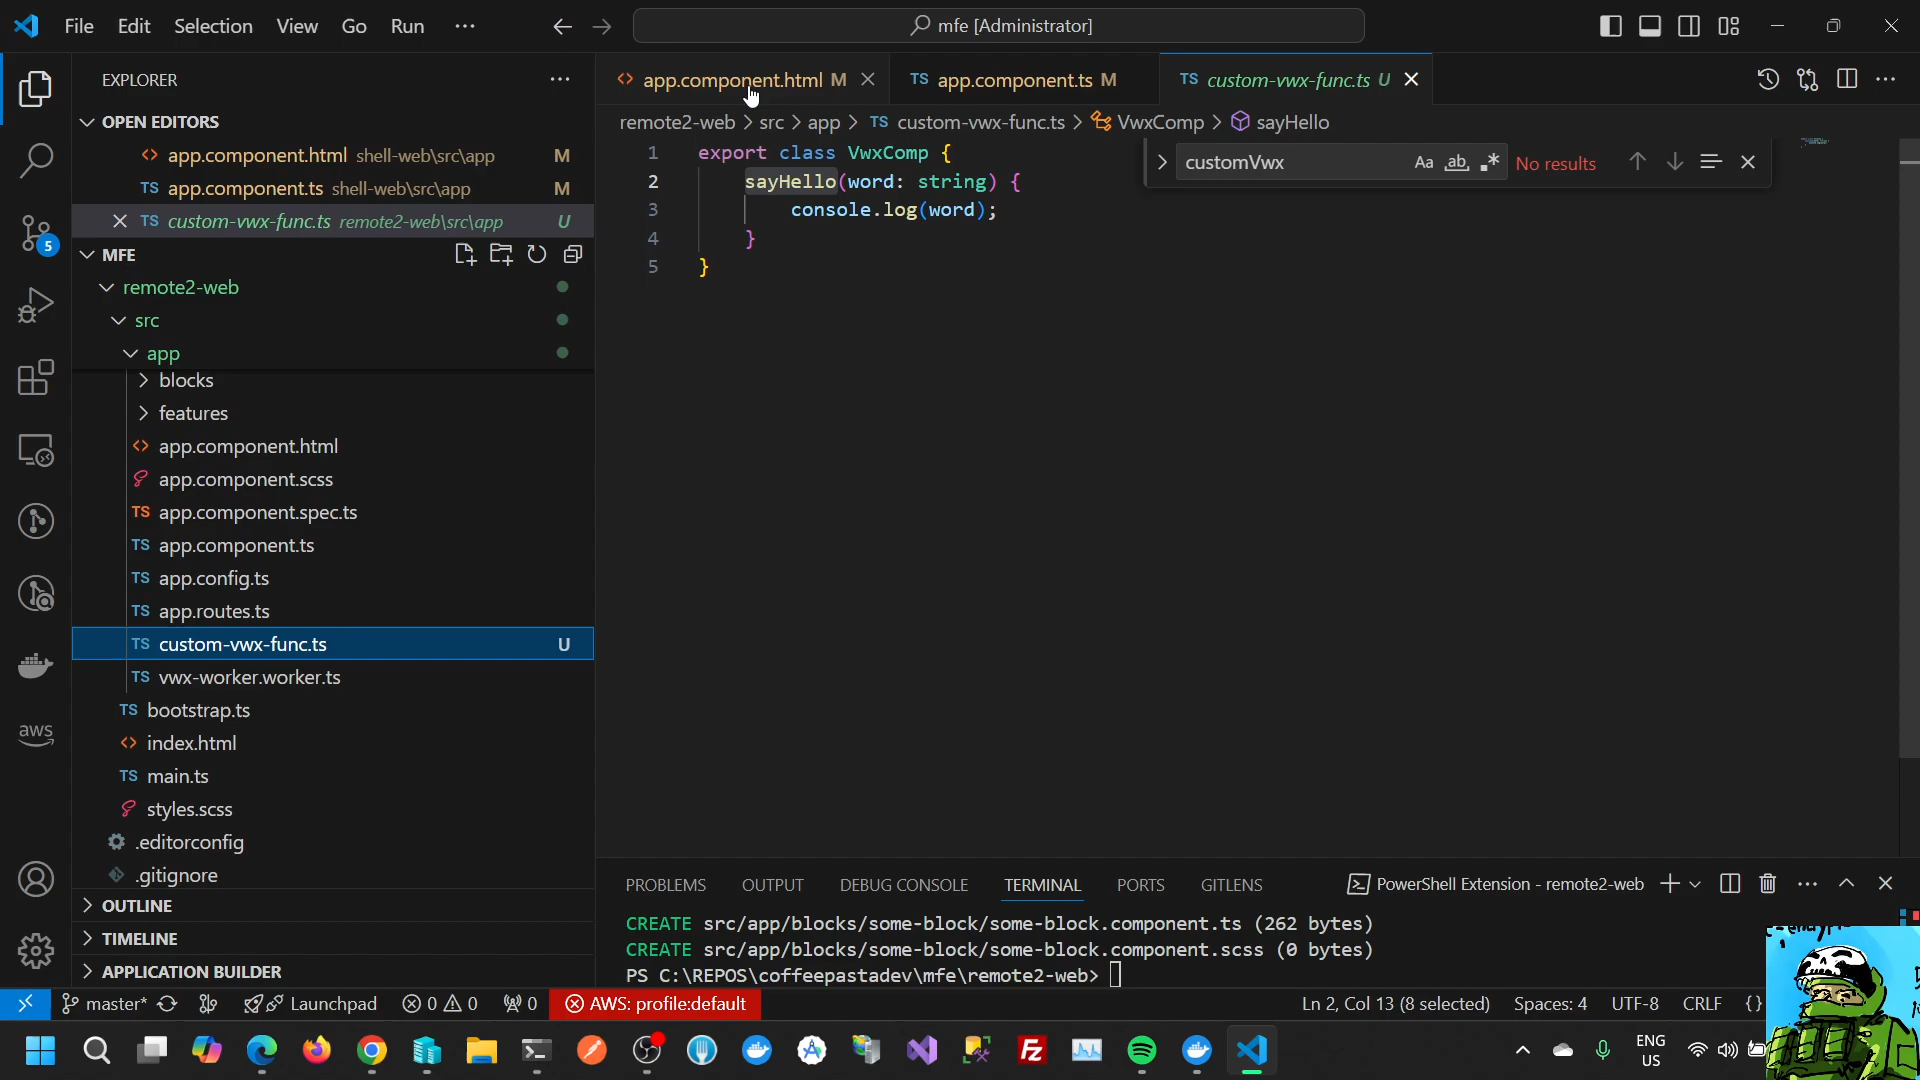 File Edit Selection View Go Run ···
mfe [Administrator]
EXPLORER
OPEN EDITORS
app.component.html shell-web\src\app M
app.component.ts shell-web\src\app M
custom-vwx-func.ts remote2-web\src\app U
MFE
remote2-web
src
app
blocks
features
app.component.html
app.component.scss
app.component.spec.ts
app.component.ts
app.config.ts
app.routes.ts
custom-vwx-func.ts U
vwx-worker.worker.ts
bootstrap.ts
index.html
main.ts
styles.scss
.editorconfig
.gitignore
OUTLINE
TIMELINE
APPLICATION BUILDER
5
aws
app.component.html M
TS app.component.ts M
TS custom-vwx-func.ts U
remote2-web > src > app > TS custom-vwx-func.ts > VwxComp > sayHello
1 export class VwxComp {
2 sayHello(word: string) {
3 console.log(word);
4 }
5 }
customVwx Aa ab No results
PROBLEMS OUTPUT DEBUG CONSOLE TERMINAL PORTS GITLENS
PowerShell Extension - remote2-web
CREATE src/app/blocks/some-block/some-block.component.ts (262 bytes)
CREATE src/app/blocks/some-block/some-block.component.scss (0 bytes)
PS C:\REPOS\coffeepastadev\mfe\remote2-web>
master* Launchpad 0 0 0 AWS: profile:default
Ln 2, Col 13 (8 selected) Spaces: 4 UTF-8 CRLF {}
ENG
US